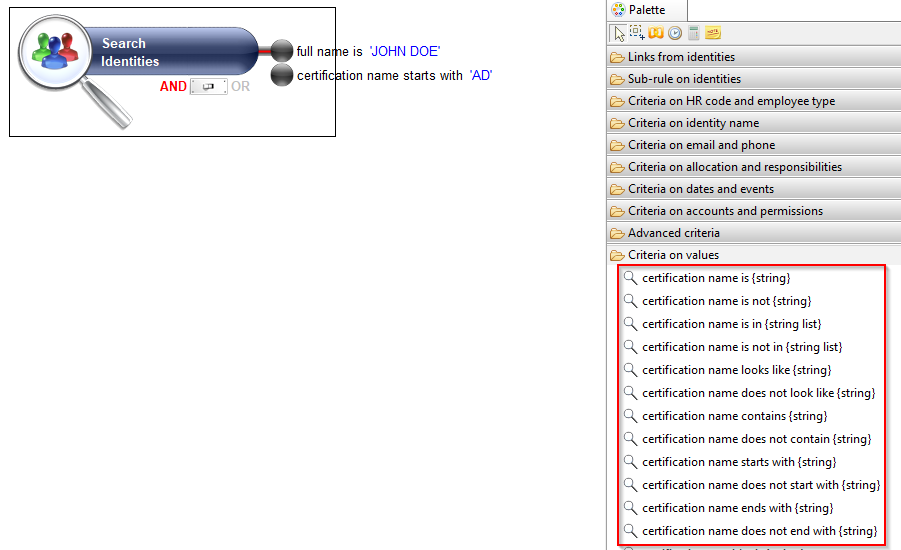 Search
Identities
AND OR
full name is 'JOHN DOE'
certification name starts with 'AD'
Palette
Links from identities
Sub-rule on identities
Criteria on HR code and employee type
Criteria on identity name
Criteria on email and phone
Criteria on allocation and responsibilities
Criteria on dates and events
Criteria on accounts and permissions
Advanced criteria
Criteria on values
certification name is {string}
certification name is not {string}
certification name is in {string list}
certification name is not in {string list}
certification name looks like {string}
certification name does not look like {string}
certification name contains {string}
certification name does not contain {string}
certification name starts with {string}
certification name does not start with {string}
certification name ends with {string}
certification name does not end with {string}